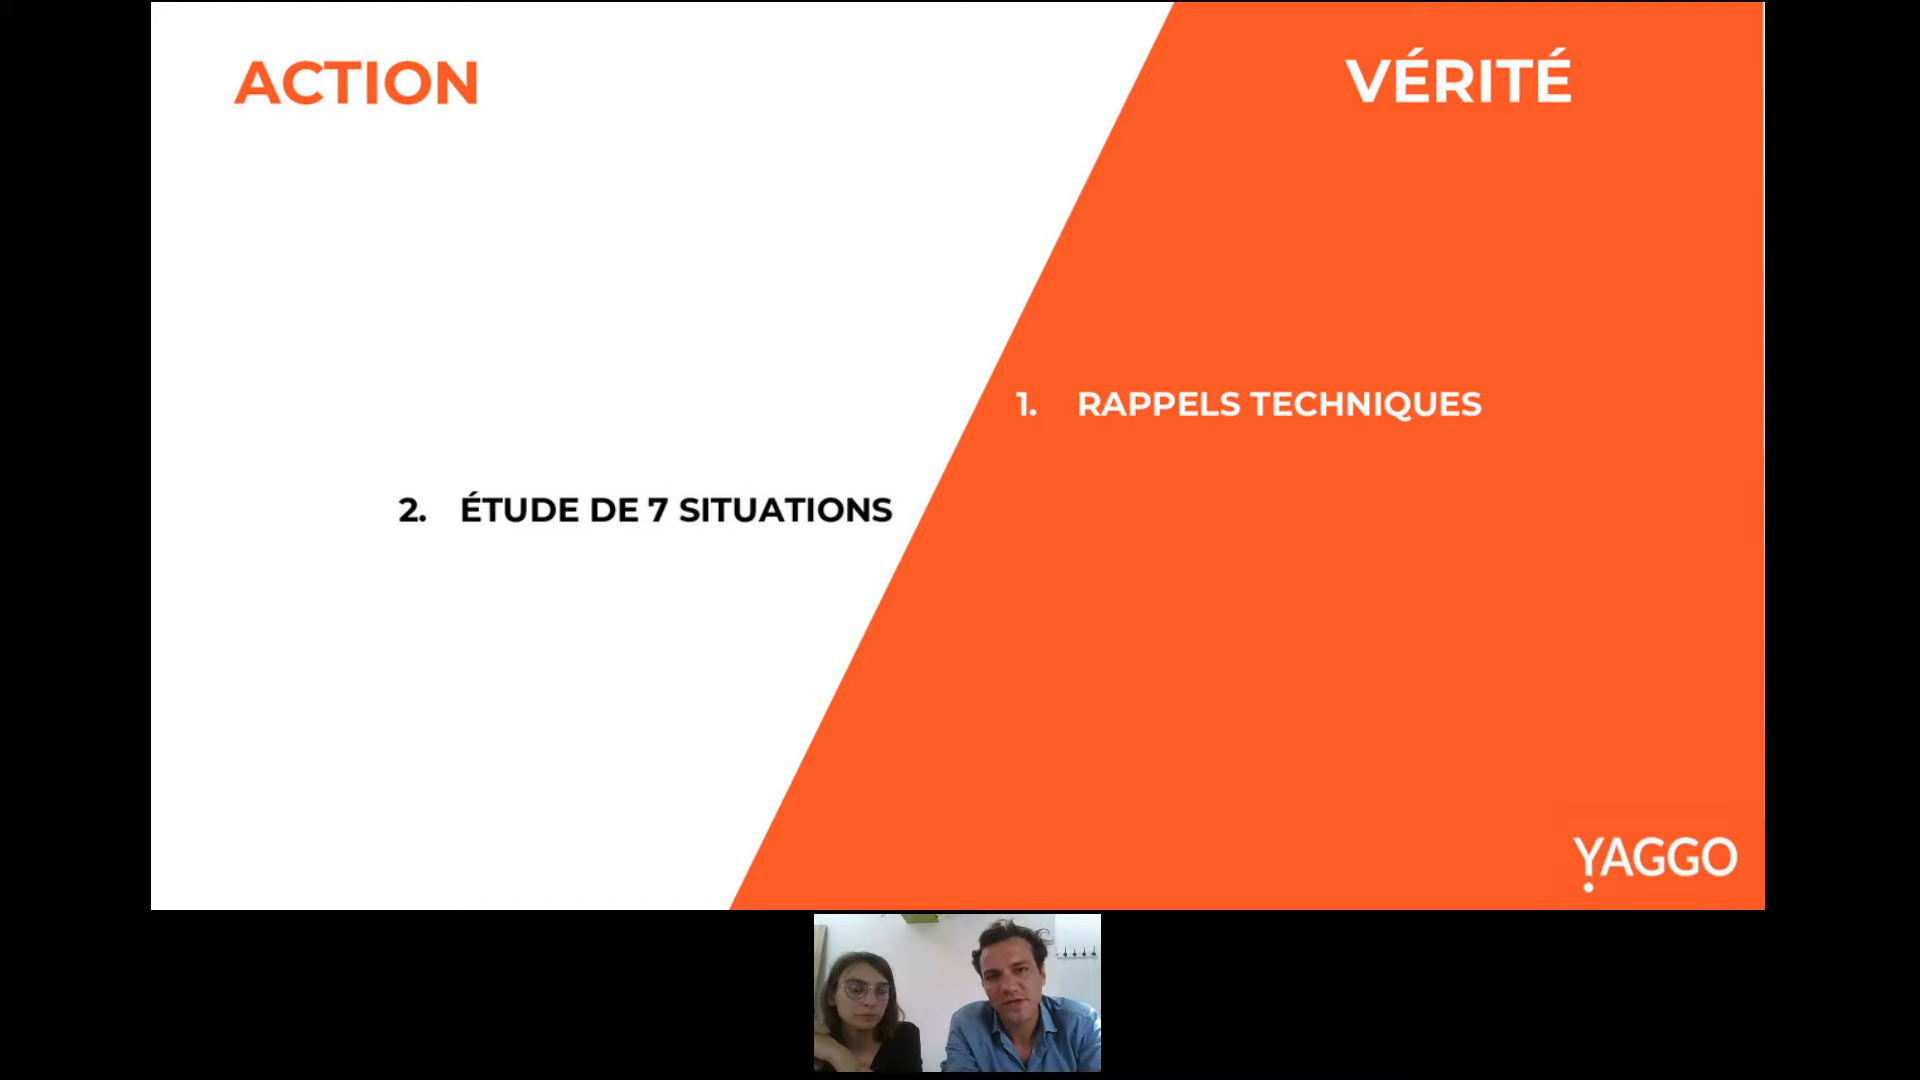 ACTION
VÉRITÉ
1. RAPPELS TECHNIQUES
2. ÉTUDE DE 7 SITUATIONS
YAGGO